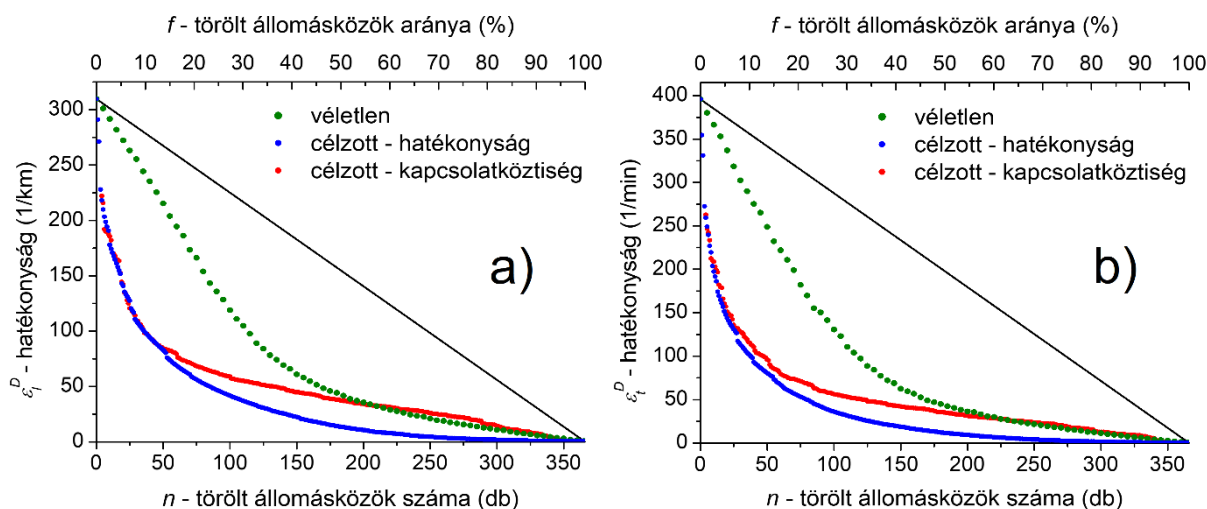 f - törölt állomásközök aránya (%)
0 10 20 30 40 50 60 70 80 90 100
300
250
200
150
100
50
0
ε_l^D - hatékonyság (1/km)
véletlen
célzott - hatékonyság
célzott - kapcsolatköztiség
a)
0 50 100 150 200 250 300 350
n - törölt állomásközök száma (db)
f - törölt állomásközök aránya (%)
0 10 20 30 40 50 60 70 80 90 100
400
350
300
250
200
150
100
50
0
ε_t^D - hatékonyság (1/min)
véletlen
célzott - hatékonyság
célzott - kapcsolatköztiség
b)
0 50 100 150 200 250 300 350
n - törölt állomásközök száma (db)